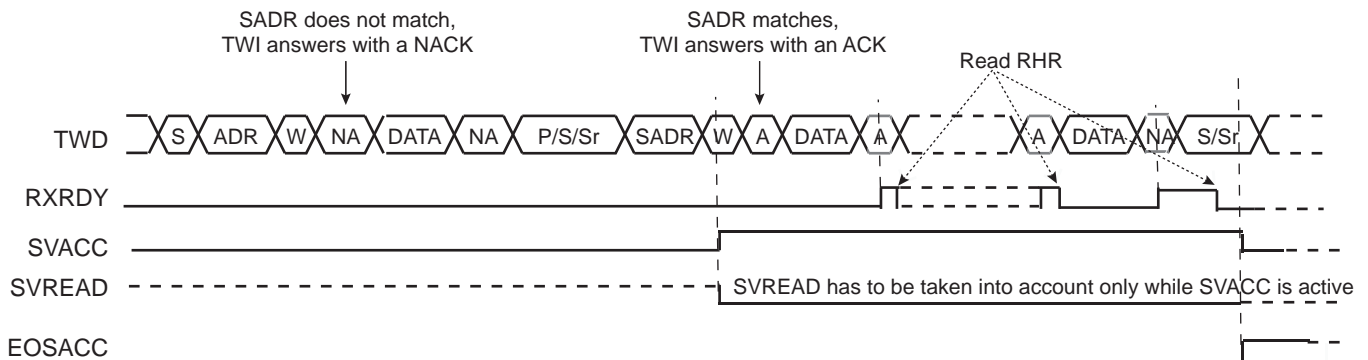 SADR does not match,
TWI answers with a NACK
SADR matches,
TWI answers with an ACK
Read RHR
TWD S ADR W NA DATA NA P/S/Sr SADR W A DATA A A DATA NA S/Sr
RXRDY
SVACC
SVREAD SVREAD has to be taken into account only while SVACC is active
EOSACC